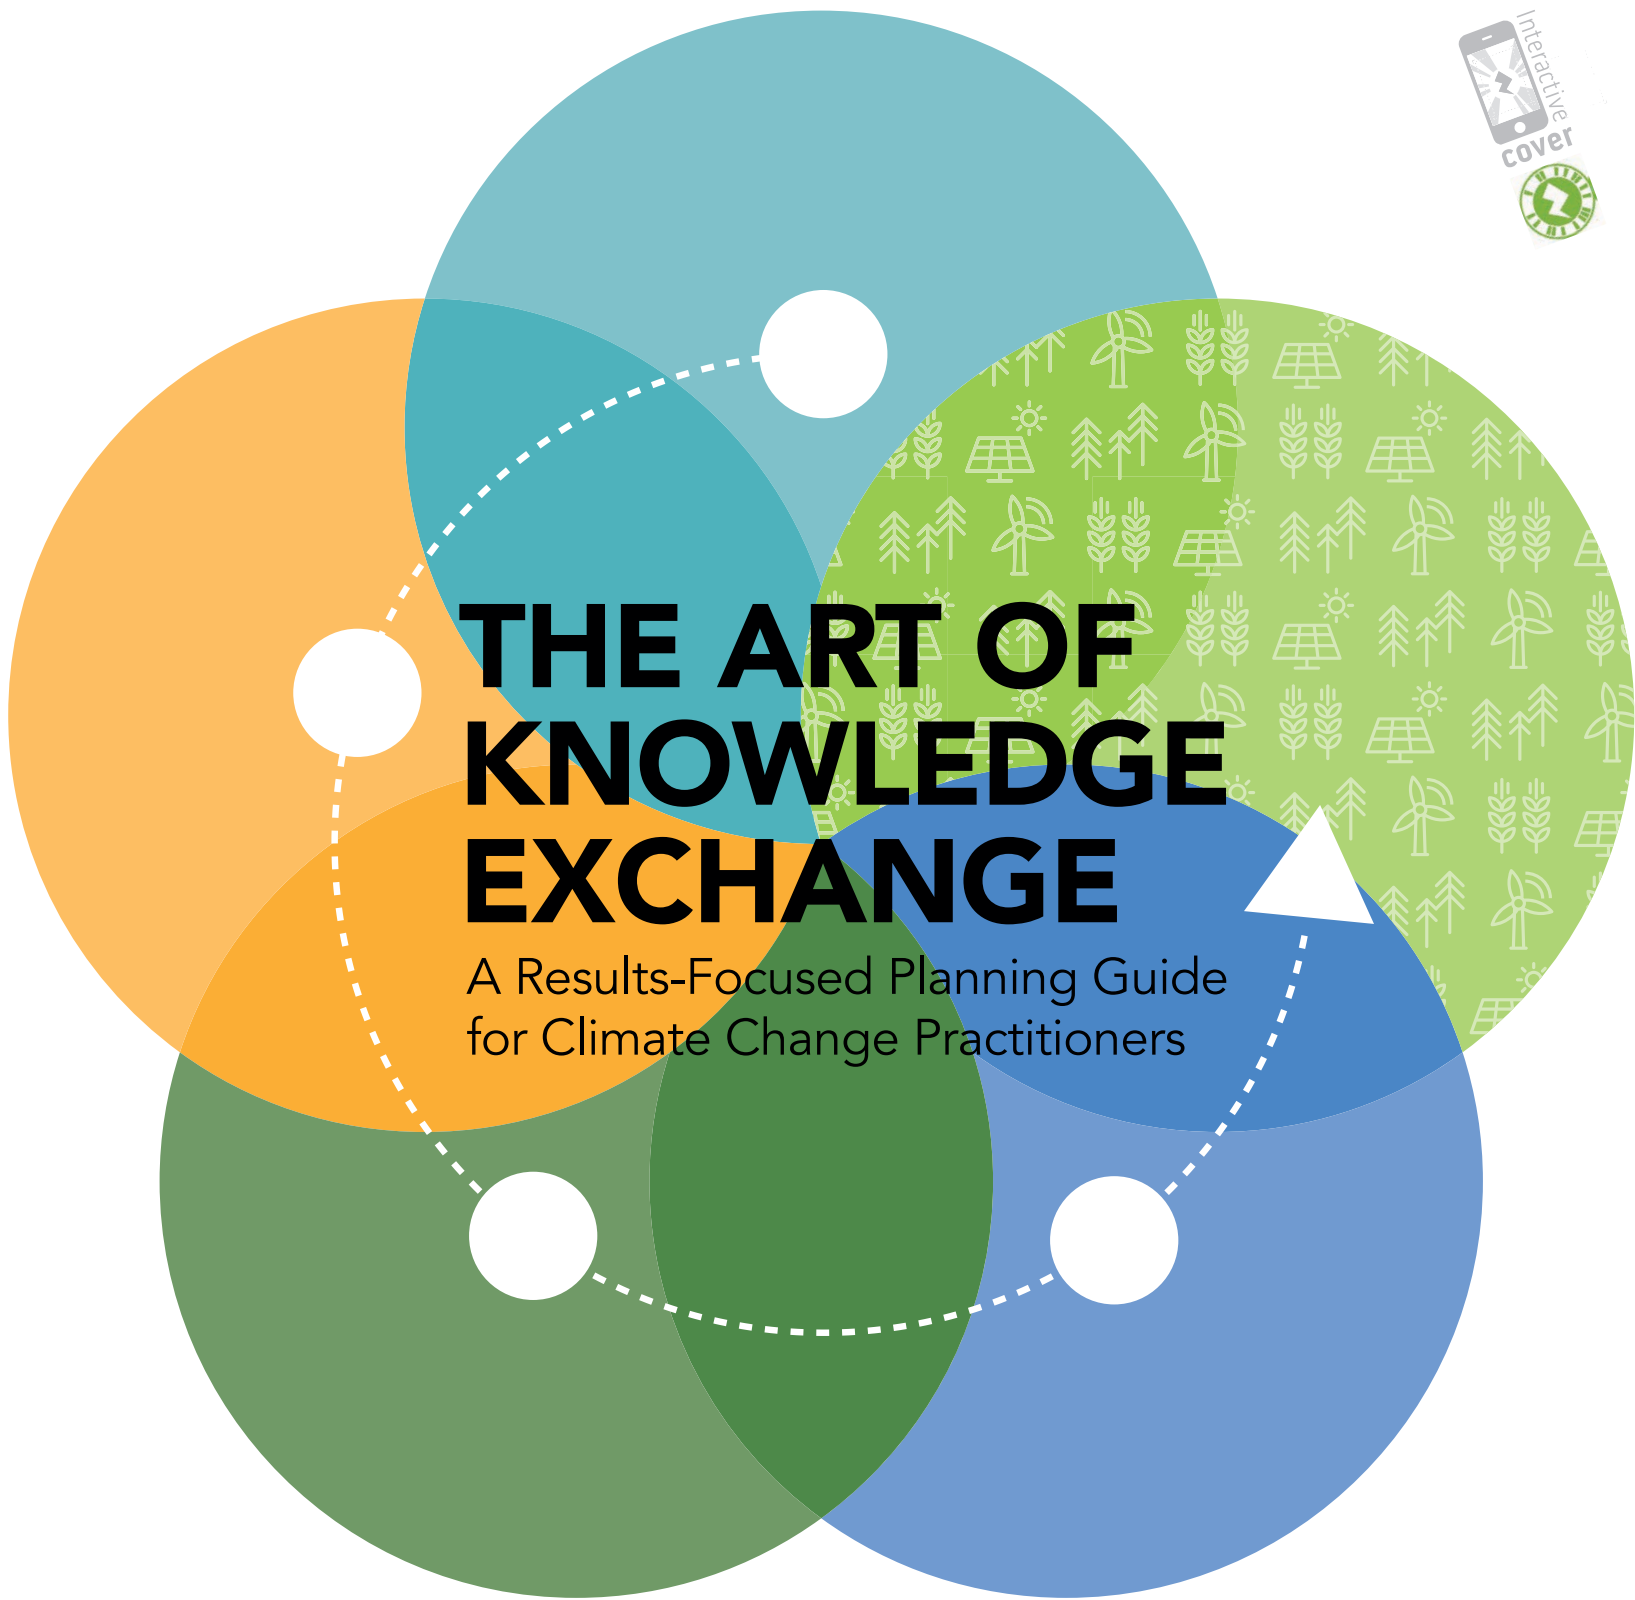 Interactive
cover
THE ART OF
KNOWLEDGE
EXCHANGE
A Results-Focused Planning Guide
for Climate Change Practitioners